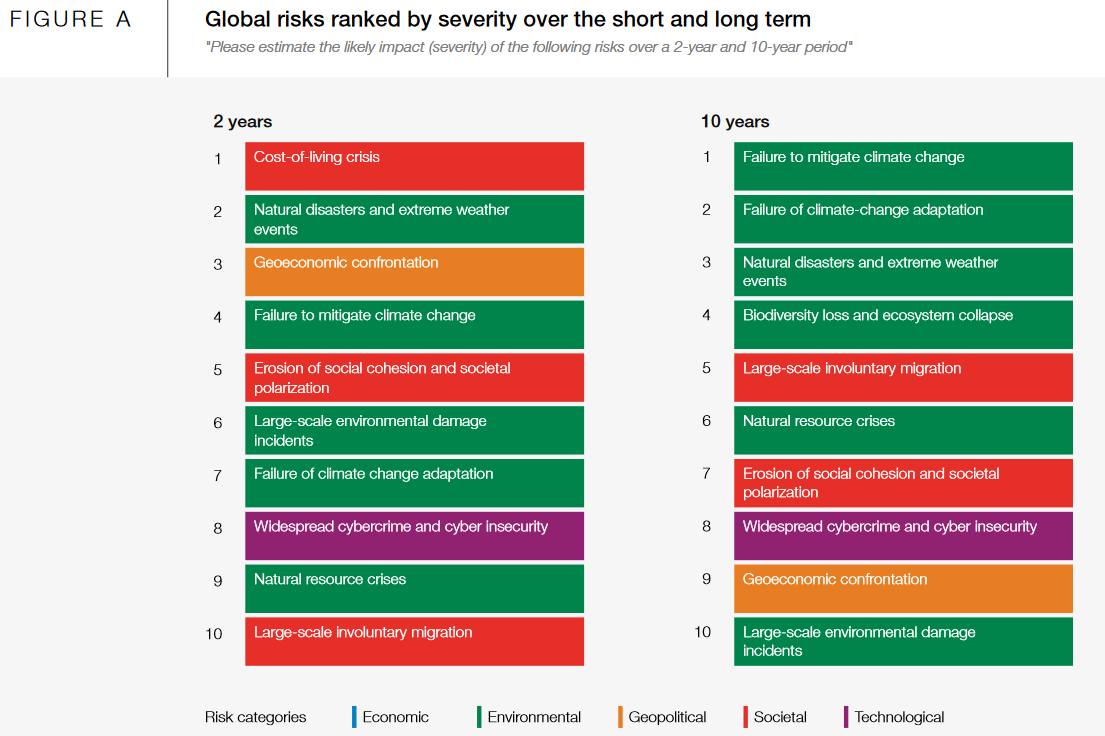 FIGURE A
Global risks ranked by severity over the short and long term
"Please estimate the likely impact (severity) of the following risks over a 2-year and 10-year period"
2 years
1
Cost-of-living crisis
2
Natural disasters and extreme weather
events
3
Geoeconomic confrontation
4
Failure to mitigate climate change
5
Erosion of social cohesion and societal
polarization
6
Large-scale environmental damage
incidents
7
Failure of climate change adaptation
8
Widespread cybercrime and cyber insecurity
9
Natural resource crises
10
Large-scale involuntary migration
10 years
1
Failure to mitigate climate change
2
Failure of climate-change adaptation
3
Natural disasters and extreme weather
events
4
Biodiversity loss and ecosystem collapse
5
Large-scale involuntary migration
6
Natural resource crises
7
Erosion of social cohesion and societal
polarization
8
Widespread cybercrime and cyber insecurity
9
Geoeconomic confrontation
10
Large-scale environmental damage
incidents
Risk categories
Economic
Environmental
Geopolitical
Societal
Technological